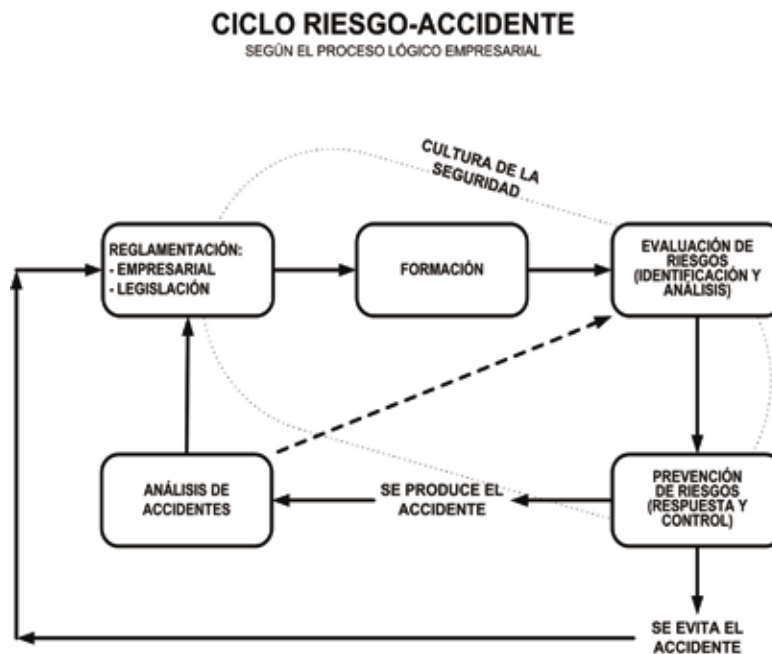 CICLO RIESGO-ACCIDENTE
SEGÚN EL PROCESO LÓGICO EMPRESARIAL
CULTURA DE LA
SEGURIDAD
REGLAMENTACIÓN:
- EMPRESARIAL
- LEGISLACIÓN
FORMACIÓN
EVALUACIÓN DE
RIESGOS
(IDENTIFICACIÓN Y
ANÁLISIS)
ANÁLISIS DE
ACCIDENTES
SE PRODUCE EL
ACCIDENTE
PREVENCIÓN
DE RIESGOS
(RESPUESTA Y
CONTROL)
SE EVITA EL
ACCIDENTE